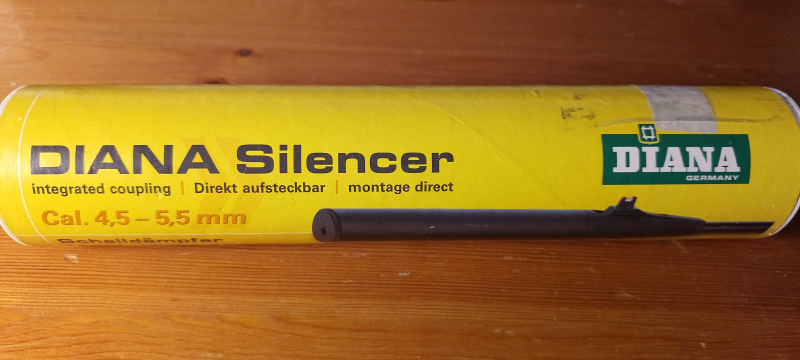 DIANA Silencer
integrated coupling | Direkt aufsteckbar | montage direct
Cal. 4,5 – 5,5 mm
Schalldämpfer
DIANA
GERMANY